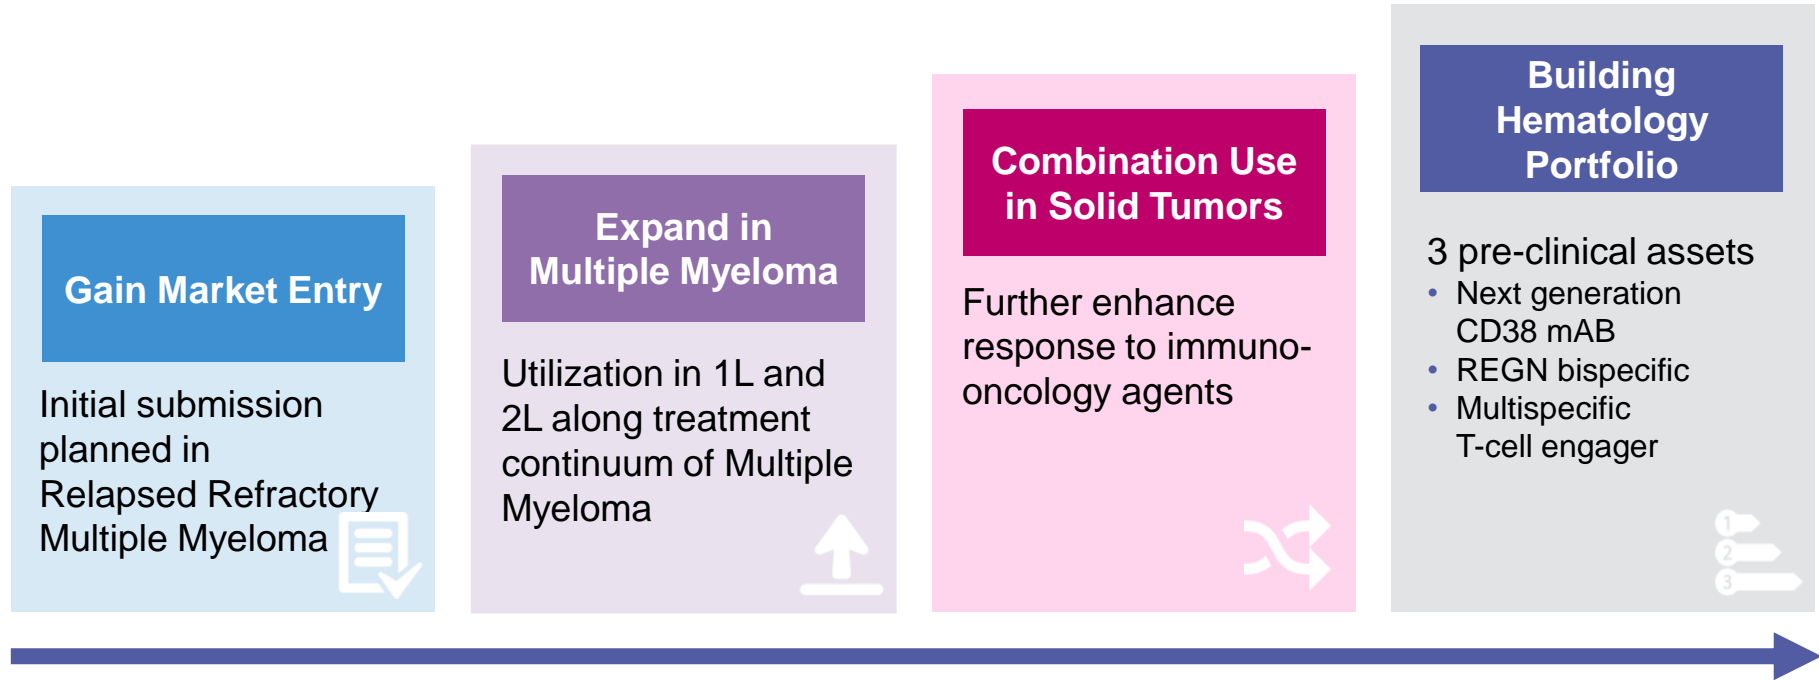 Gain Market Entry
Initial submission
planned in
Relapsed Refractory
Multiple Myeloma
Expand in
Multiple Myeloma
Utilization in 1L and
2L along treatment
continuum of Multiple
Myeloma
Combination Use
in Solid Tumors
Further enhance
response to immuno-
oncology agents
Building
Hematology
Portfolio
3 pre-clinical assets
• Next generation
CD38 mAB
• REGN bispecific
• Multispecific
T-cell engager
1
2
3